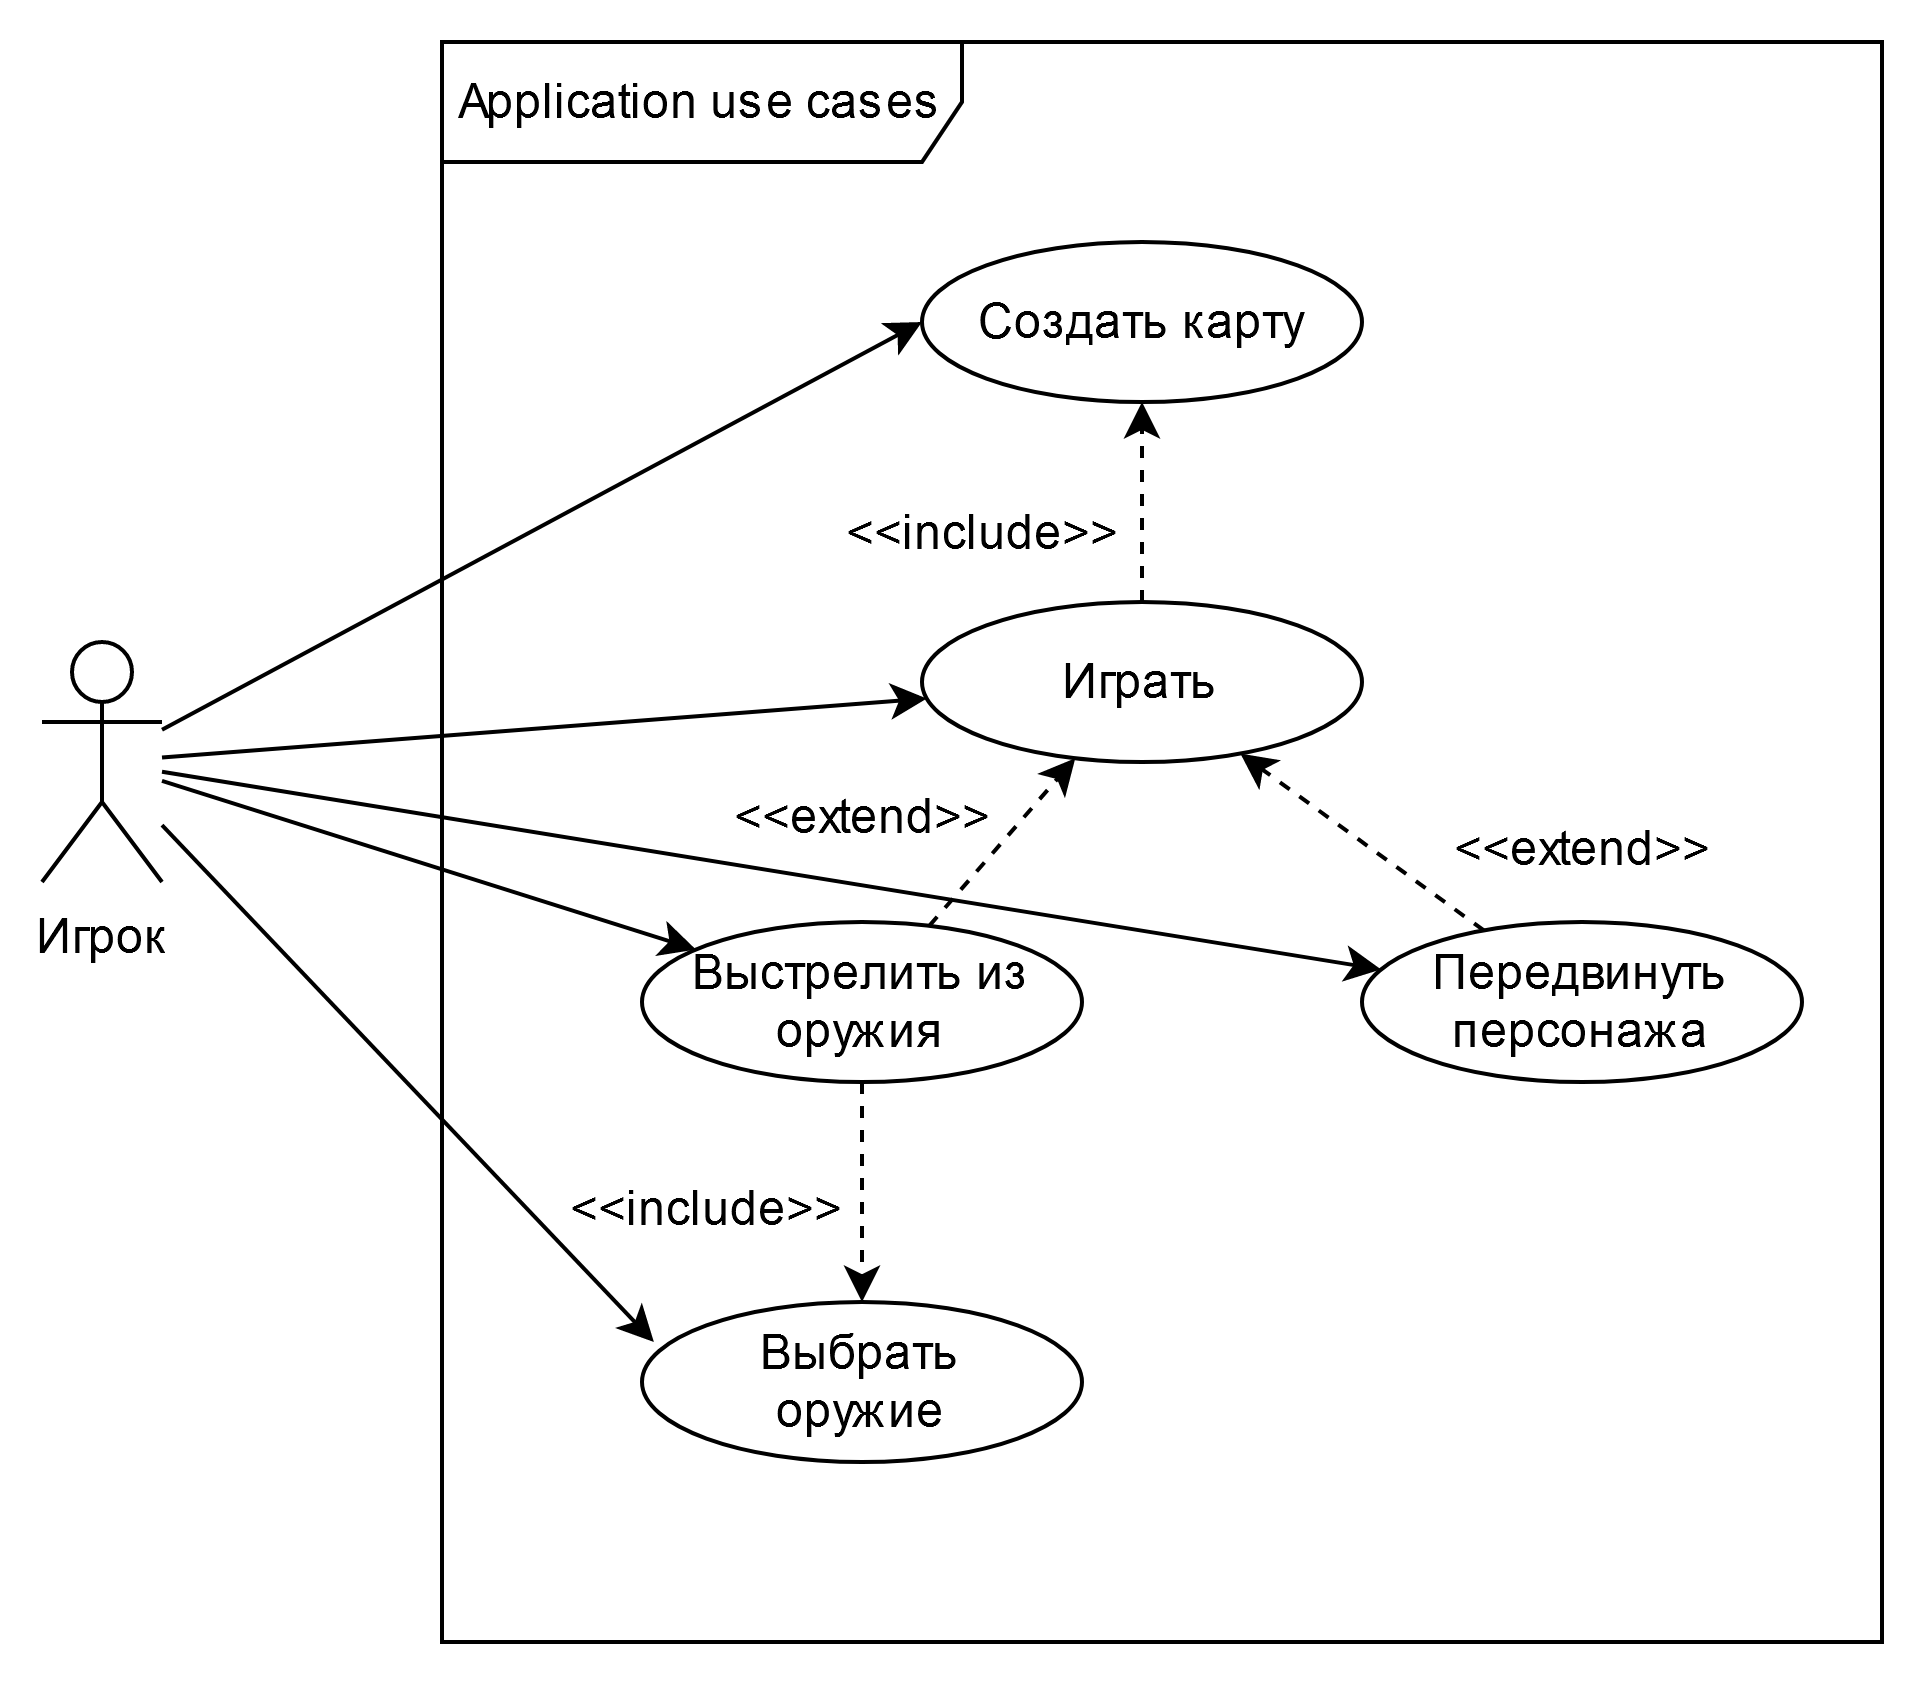 Application use cases
Создать карту
<<include>>
Играть
<<extend>>
<<extend>>
Игрок
Выстрелить из
оружия
Передвинуть
персонажа
<<include>>
Выбрать
оружие